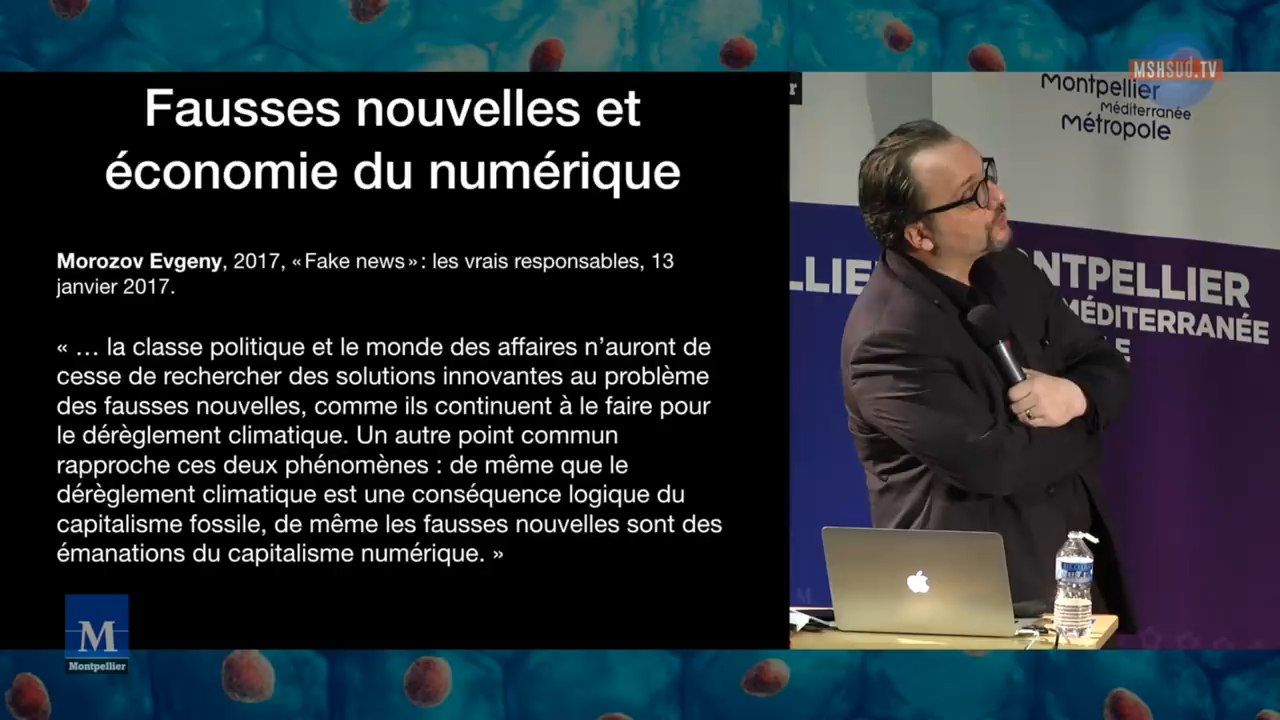 Fausses nouvelles et
économie du numérique
Morozov Evgeny, 2017, « Fake news » : les vrais responsables, 13
janvier 2017.
« … la classe politique et le monde des affaires n’auront de
cesse de rechercher des solutions innovantes au problème
des fausses nouvelles, comme ils continuent à le faire pour
le dérèglement climatique. Un autre point commun
rapproche ces deux phénomènes : de même que le
dérèglement climatique est une conséquence logique du
capitalisme fossile, de même les fausses nouvelles sont des
émanations du capitalisme numérique. »
M
Montpellier
MSHSUD.TV
Montpellier
Méditerranée
Métropole
LLIE
ONTPELLIER
MÉDITERRANÉE
LE